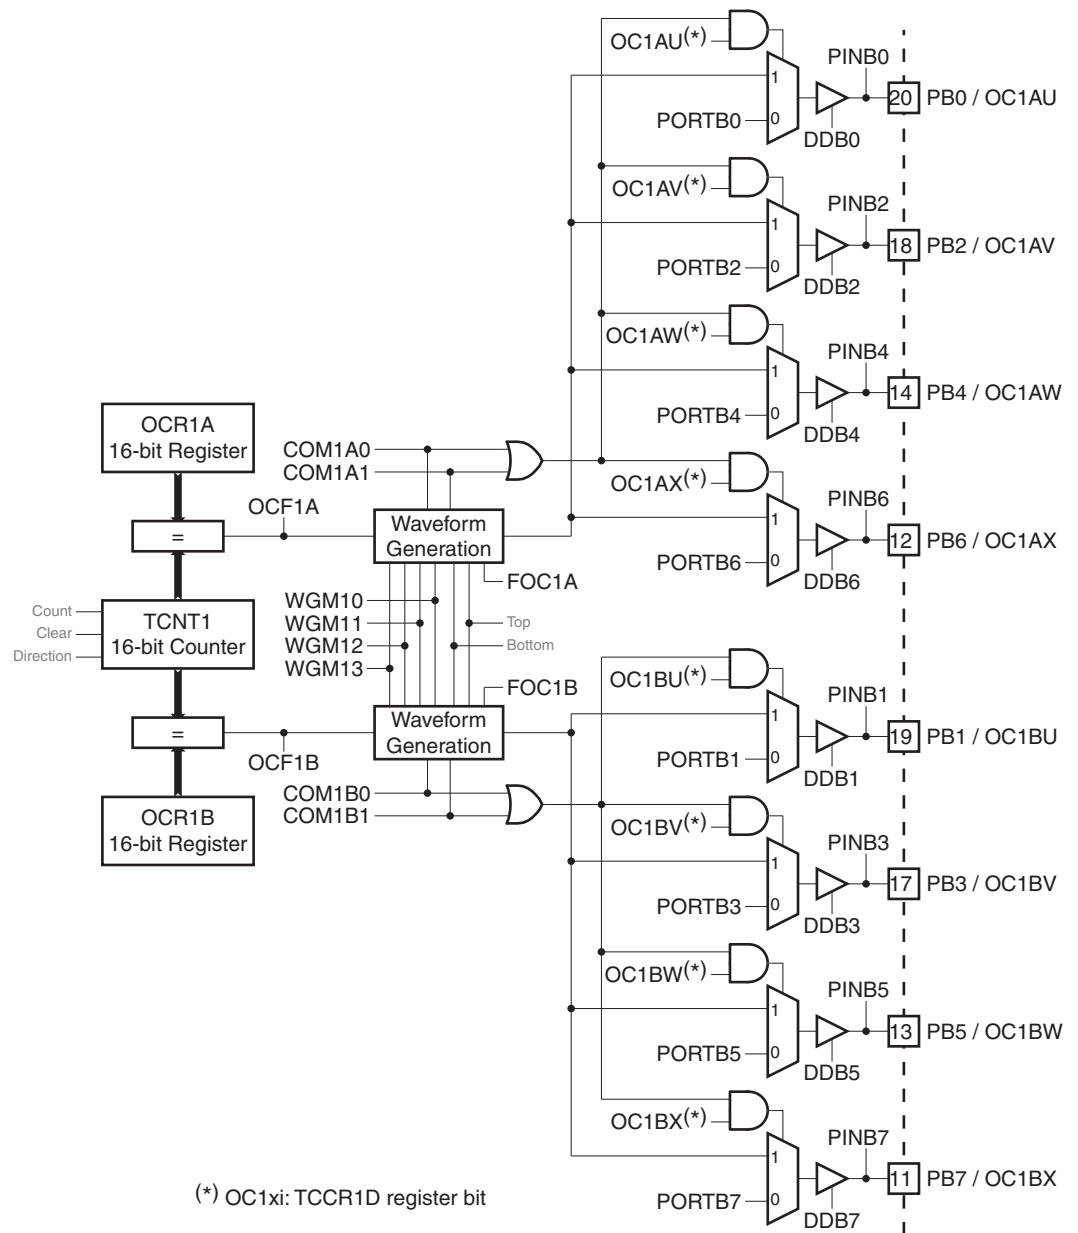 OC1AU(*)
PINB0
1
20 PB0 / OC1AU
PORTB0
0
DDB0
OC1AV(*)
PINB2
1
18 PB2 / OC1AV
PORTB2
0
DDB2
OC1AW(*)
PINB4
1
14 PB4 / OC1AW
PORTB4
0
DDB4
OCR1A
16-bit Register
COM1A0
COM1A1
OC1AX(*)
PINB6
OCF1A
1
Waveform
Generation
=
12 PB6 / OC1AX
PORTB6
0
DDB6
FOC1A
WGM10
WGM11
WGM12
WGM13
Top
Bottom
Count
Clear
Direction
TCNT1
16-bit Counter
FOC1B
OC1BU(*)
PINB1
1
Waveform
Generation
=
19 PB1 / OC1BU
OCF1B
PORTB1
0
DDB1
COM1B0
COM1B1
OCR1B
16-bit Register
OC1BV(*)
PINB3
1
17 PB3 / OC1BV
PORTB3
0
DDB3
OC1BW(*)
PINB5
1
13 PB5 / OC1BW
PORTB5
0
DDB5
OC1BX(*)
PINB7
1
11 PB7 / OC1BX
PORTB7
0
DDB7
(*) OC1xi: TCCR1D register bit